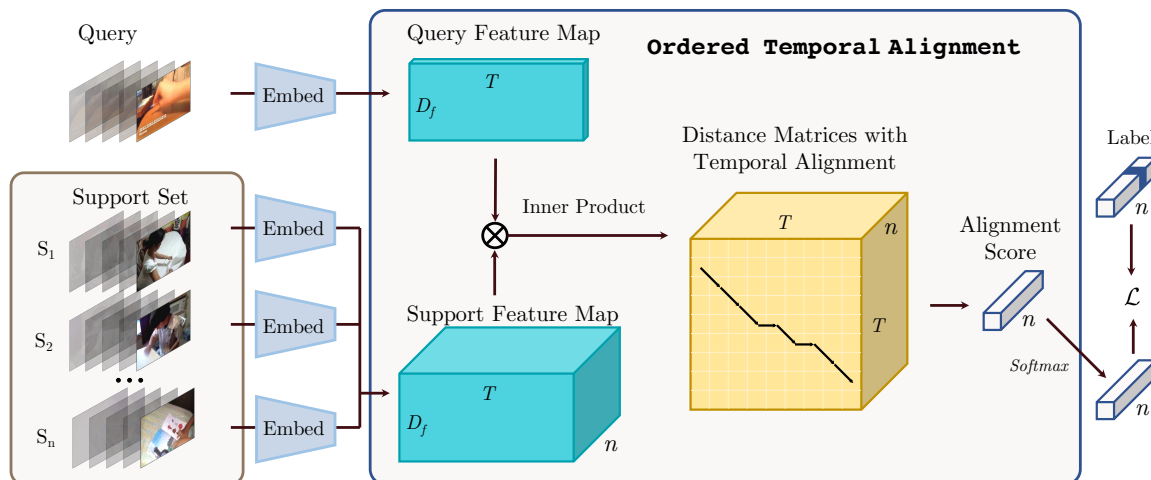 Query
Embed
Query Feature Map
T
D_f
Ordered Temporal Alignment
Support Set
S_1
S_2
...
S_n
Embed
Embed
Embed
Inner Product
Support Feature Map
T
D_f
n
Distance Matrices with
Temporal Alignment
T
n
T
Alignment
Score
n
Softmax
Label
n
ℒ
n